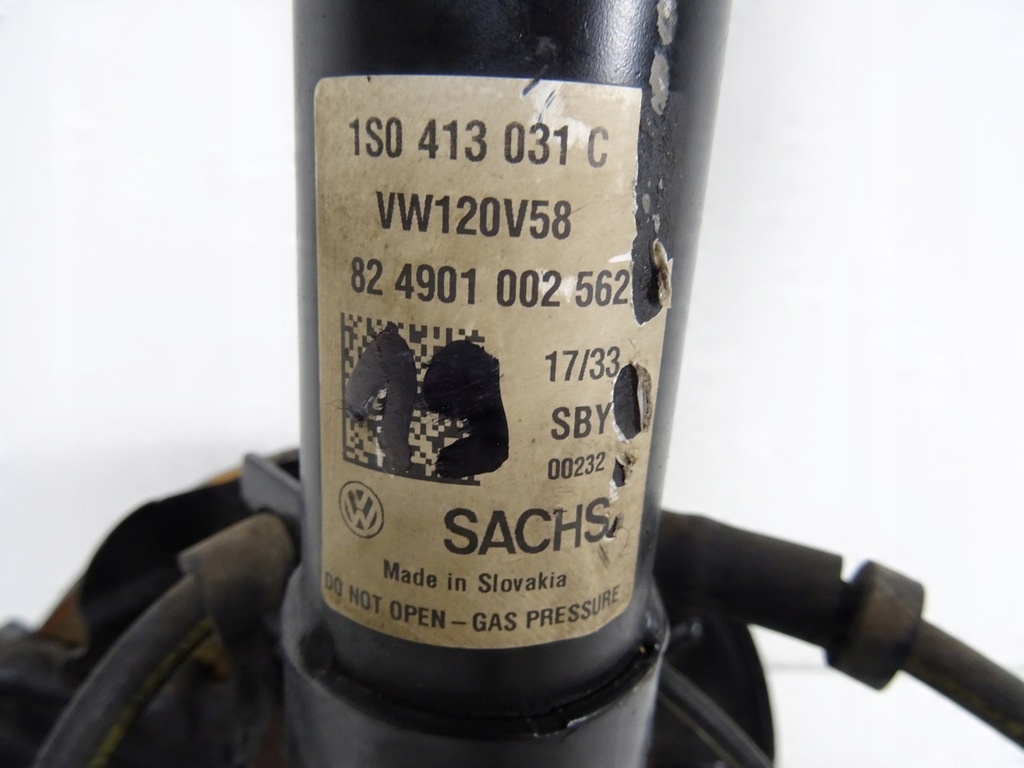 1S0 413 031 C
VW120V58
82 4901 002 562
17/33
SBY
00232
SACHS
Made in Slovakia
DO NOT OPEN – GAS PRESSURE